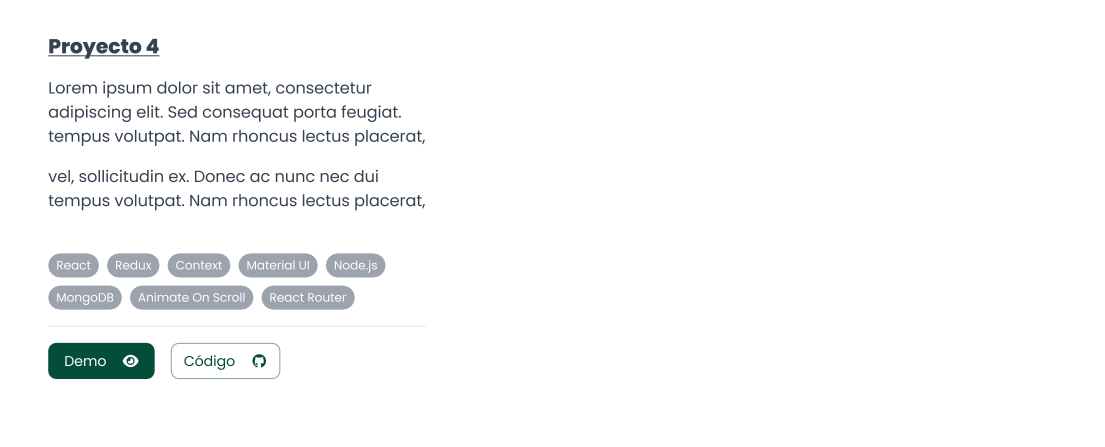 Proyecto 4
Lorem ipsum dolor sit amet, consectetur
adipiscing elit. Sed consequat porta feugiat.
tempus volutpat. Nam rhoncus lectus placerat,
vel, sollicitudin ex. Donec ac nunc nec dui
tempus volutpat. Nam rhoncus lectus placerat,
React Redux Context Material UI Node.js
MongoDB Animate On Scroll React Router
Demo Código